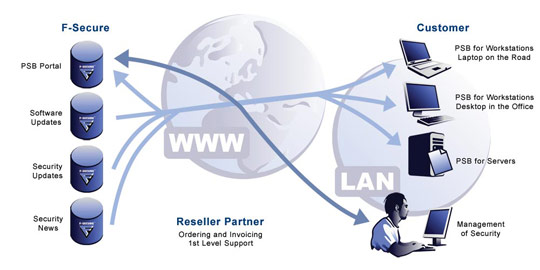 F-Secure
PSB Portal
Software
Updates
Security
Updates
Security
News
WWW
LAN
Reseller Partner
Ordering and Invoicing
1st Level Support
Customer
PSB for Workstations
Laptop on the Road
PSB for Workstations
Desktop in the Office
PSB for Servers
Management
of Security